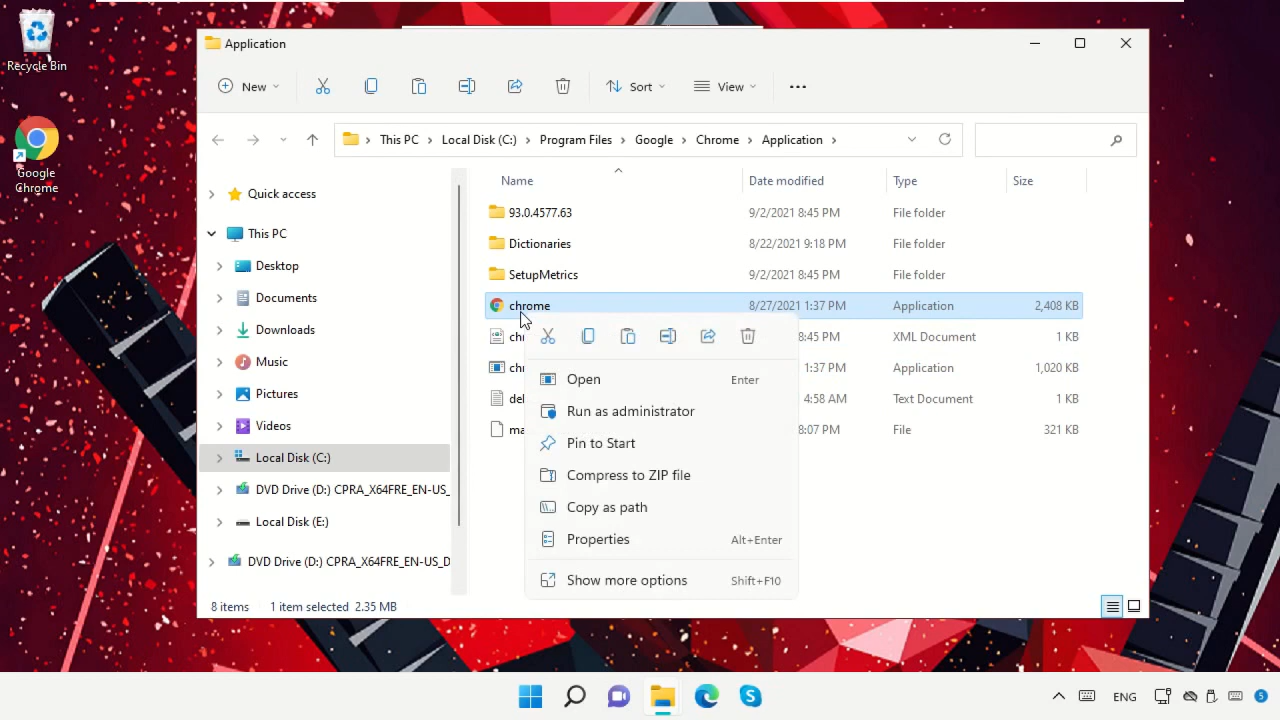 Recycle Bin
Google
Chrome
Application
New
Sort
View
This PC
Local Disk (C:)
Program Files
Google
Chrome
Application
Name
Date modified
Type
Size
Quick access
This PC
Desktop
Documents
Downloads
Music
Pictures
Videos
Local Disk (C:)
DVD Drive (D:) CPRA_X64FRE_EN-US_
Local Disk (E:)
DVD Drive (D:) CPRA_X64FRE_EN-US_D
93.0.4577.63 9/2/2021 8:45 PM File folder
Dictionaries 8/22/2021 9:18 PM File folder
SetupMetrics 9/2/2021 8:45 PM File folder
chrome 8/27/2021 1:37 PM Application 2,408 KB
8:45 PM XML Document 1 KB
1:37 PM Application 1,020 KB
4:58 AM Text Document 1 KB
8:07 PM File 321 KB
Open Enter
Run as administrator
Pin to Start
Compress to ZIP file
Copy as path
Properties Alt+Enter
Show more options Shift+F10
8 items 1 item selected 2.35 MB
ENG
5